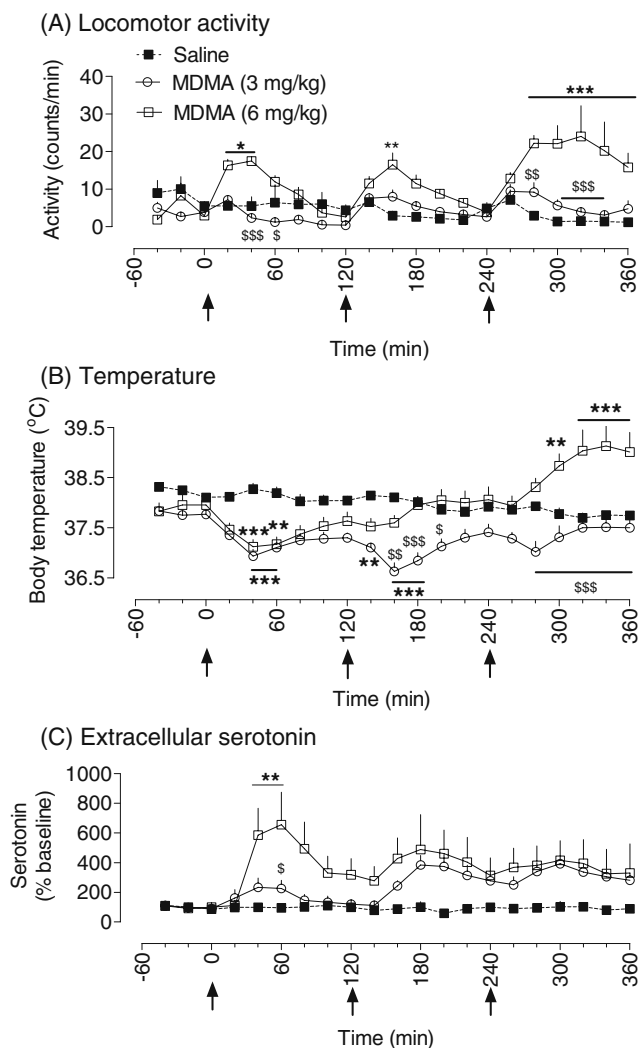 (A) Locomotor activity
Saline
MDMA (3 mg/kg)
MDMA (6 mg/kg)
Activity (counts/min)
40
30
20
10
0
*
**
***
$$
$$$
$$$ $
-60 0 60 120 180 240 300 360
Time (min)
(B) Temperature
Body temperature (°C)
39.5
38.5
37.5
36.5
***
**
*** **
$$ $$$ $
**
*** ***
$$$
-60 0 60 120 180 240 300 360
Time (min)
(C) Extracellular serotonin
Serotonin
(% baseline)
1000
800
600
400
200
0
**
$
-60 0 60 120 180 240 300 360
Time (min)